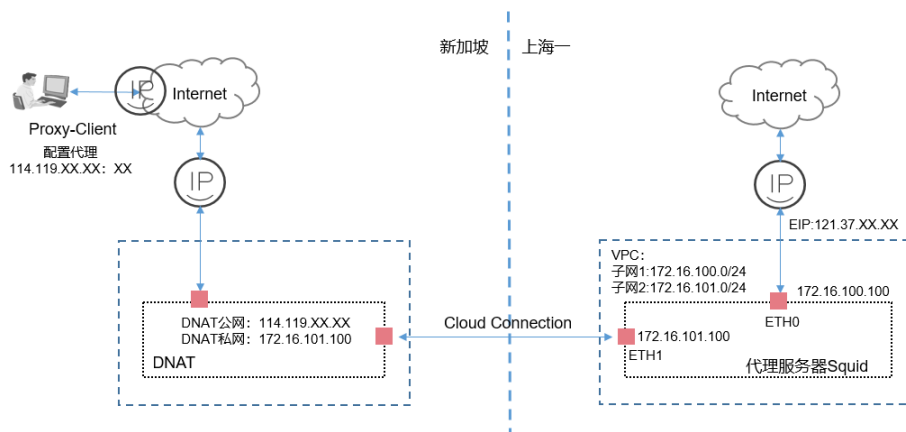 新加坡
上海一
IP
Internet
Internet
Proxy-Client
配置代理
114.119.XX.XX：XX
IP
IP
EIP:121.37.XX.XX
VPC：
子网1:172.16.100.0/24
子网2:172.16.101.0/24
172.16.100.100
ETH0
DNAT公网：114.119.XX.XX
DNAT私网：172.16.101.100
DNAT
Cloud Connection
172.16.101.100
ETH1
代理服务器Squid